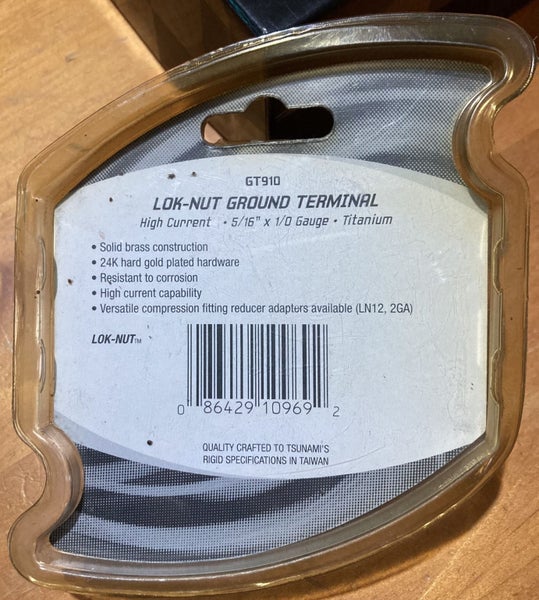 GT910
LOK-NUT GROUND TERMINAL
High Current • 5/16" x 1/0 Gauge • Titanium
• Solid brass construction
• 24K hard gold plated hardware
• Resistant to corrosion
• High current capability
• Versatile compression fitting reducer adapters available (LN12, 2GA)
LOK-NUT™
0 86429 10969 2
QUALITY CRAFTED TO TSUNAMI'S
RIGID SPECIFICATIONS IN TAIWAN